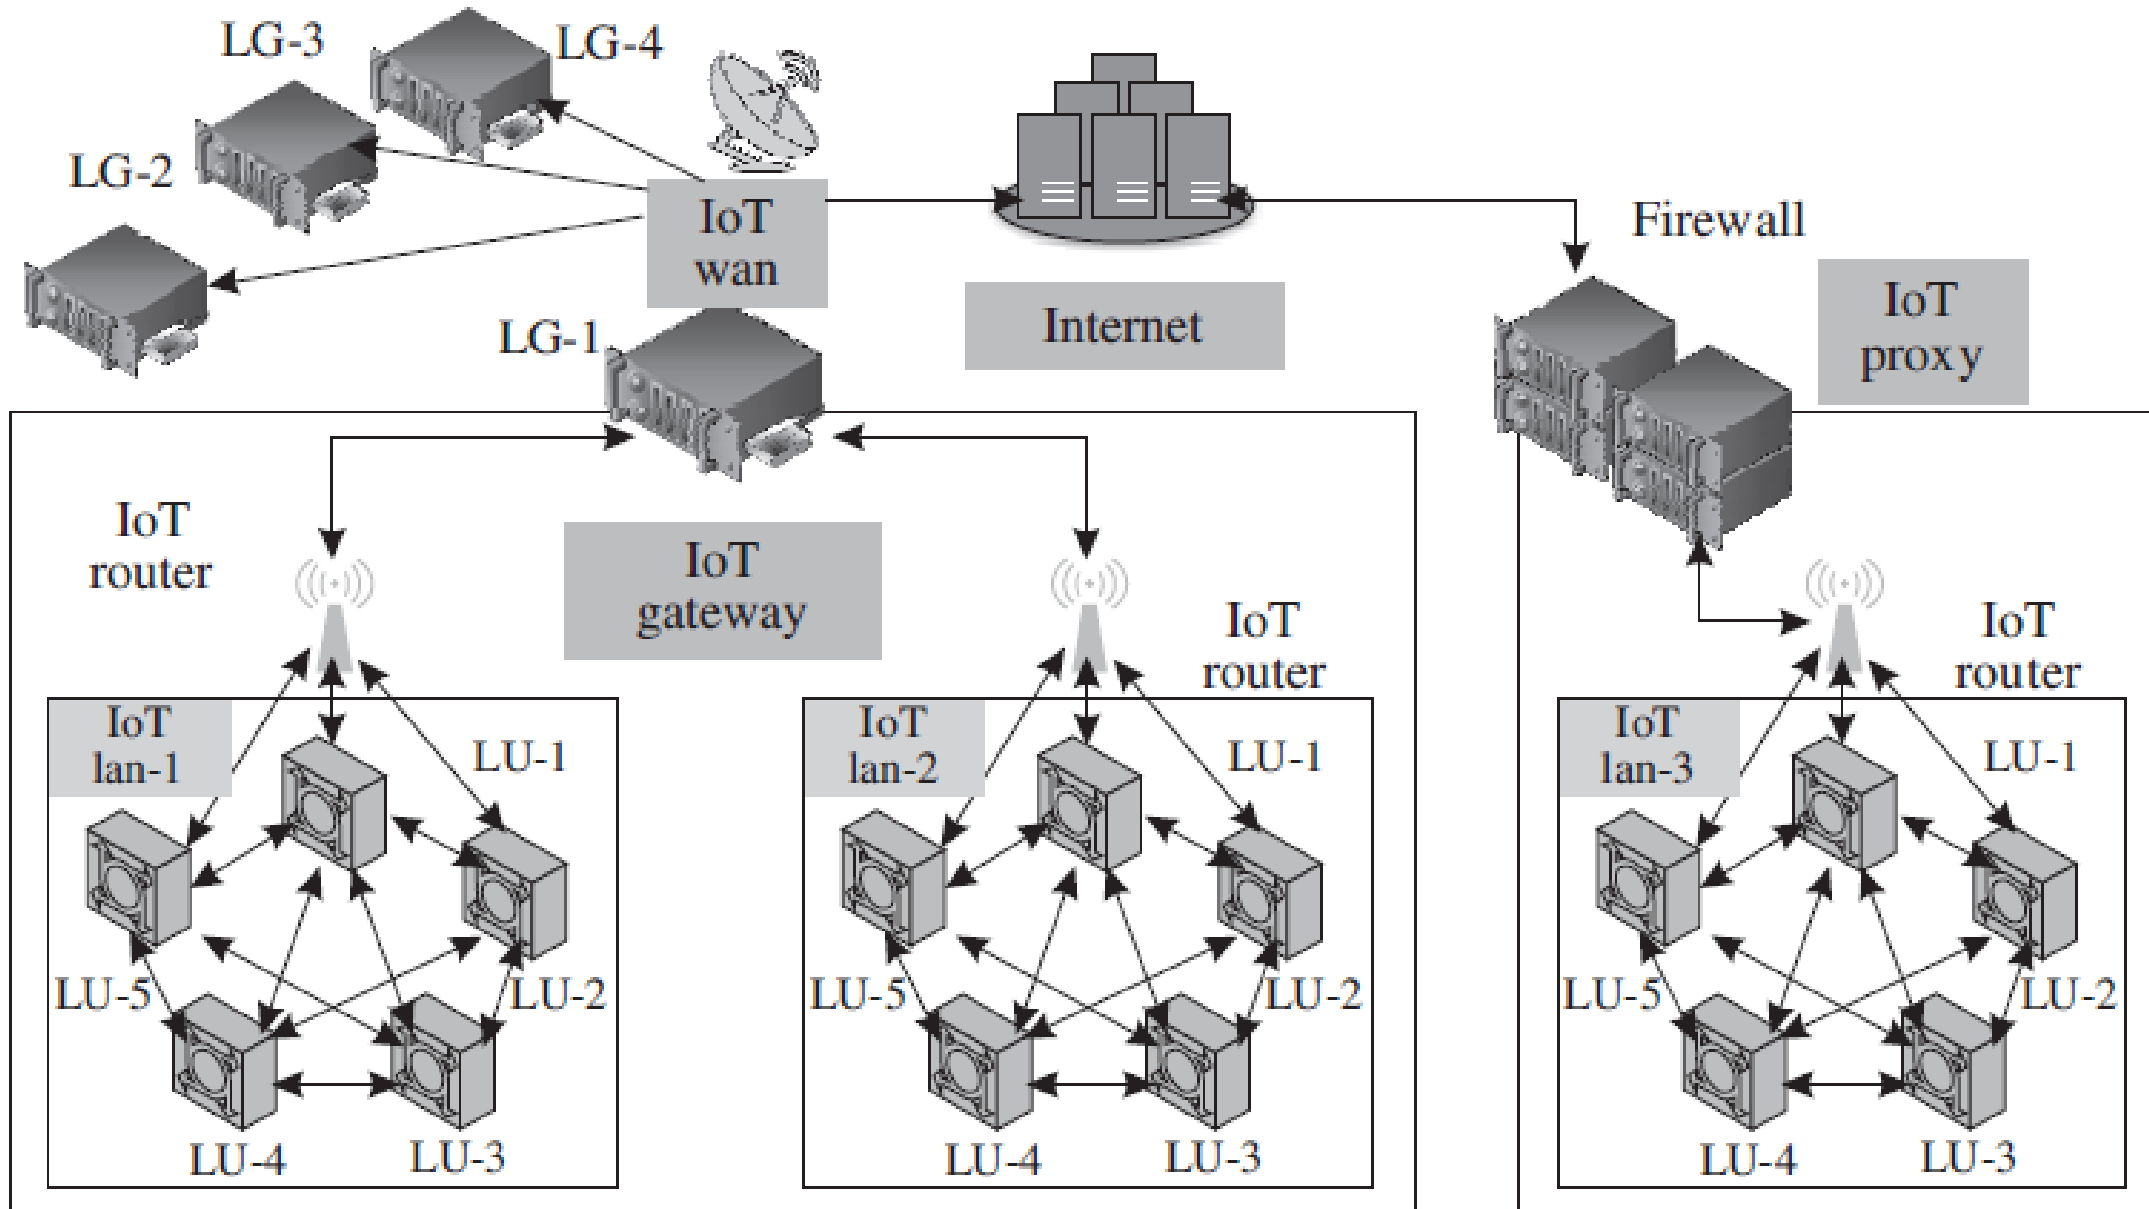 LG-3
LG-4
LG-2
IoT
wan
Firewall
LG-1
Internet
IoT
proxy
IoT
router
IoT
gateway
IoT
router
IoT
router
IoT
lan-1
LU-1
LU-5
LU-2
LU-4
LU-3
IoT
lan-2
LU-1
LU-5
LU-2
LU-4
LU-3
IoT
lan-3
LU-1
LU-5
LU-2
LU-4
LU-3